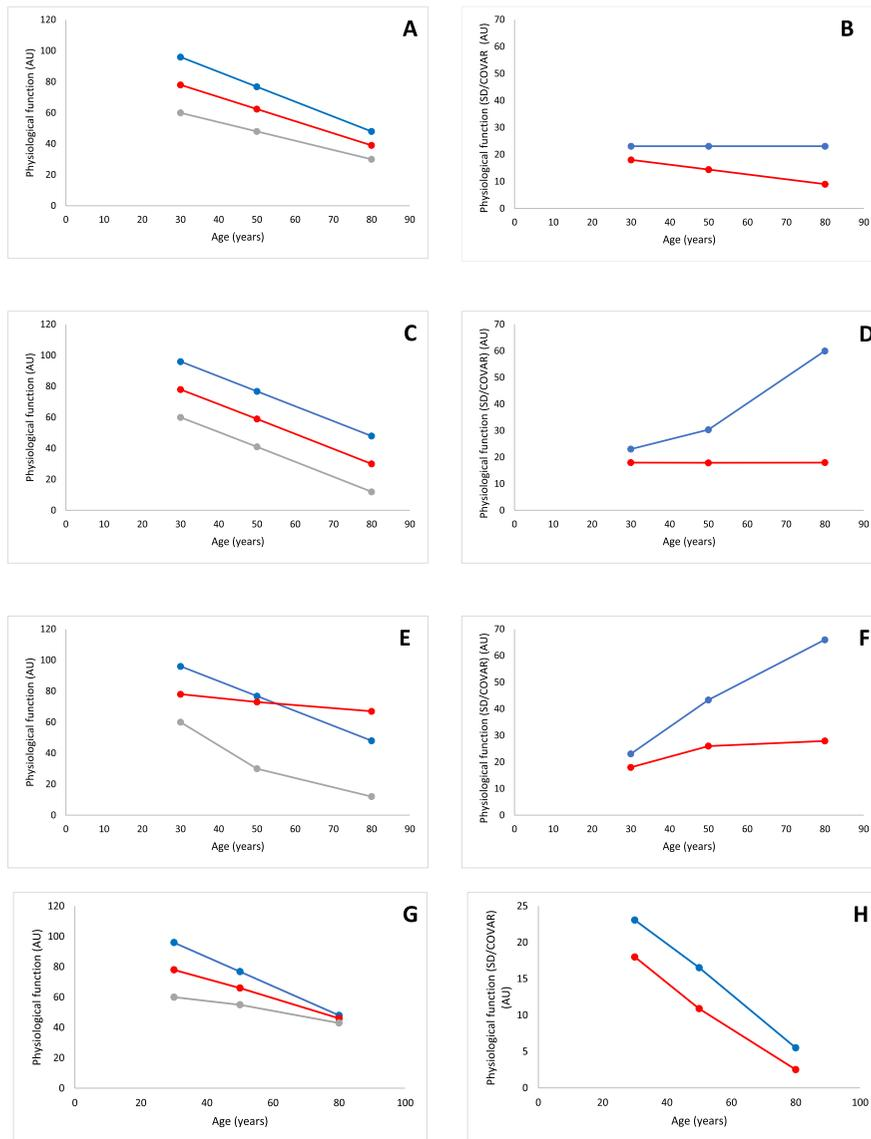 A
Physiological function (AU)
120
100
80
60
40
20
0
0 10 20 30 40 50 60 70 80 90
Age (years)
B
Physiological function (SD/COVAR (AU)
70
60
50
40
30
20
10
0
0 10 20 30 40 50 60 70 80 90
Age (years)
C
Physiological function (AU)
120
100
80
60
40
20
0
0 10 20 30 40 50 60 70 80 90
Age (years)
D
Physiological function (SD/COVAR) (AU)
70
60
50
40
30
20
10
0
0 10 20 30 40 50 60 70 80 90
Age (years)
E
Physiological function (AU)
120
100
80
60
40
20
0
0 10 20 30 40 50 60 70 80 90
Age (years)
F
Physiological function (SD/COVAR) (AU)
70
60
50
40
30
20
10
0
0 10 20 30 40 50 60 70 80 90
Age (years)
G
Physiological function (AU)
120
100
80
60
40
20
0
0 20 40 60 80 100
Age (years)
H
Physiological function (SD/COVAR)
(AU)
25
20
15
10
5
0
0 20 40 60 80 100
Age (years)